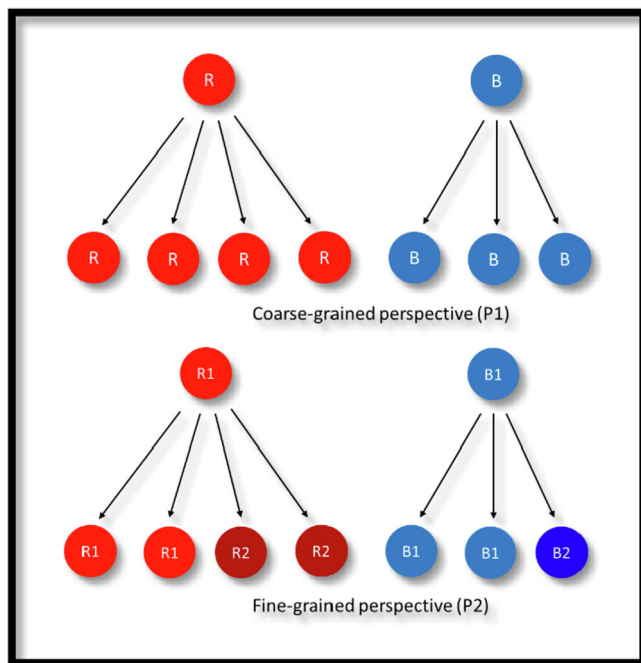 R B
R R R R B B B
Coarse-grained perspective (P1)
R1 B1
R1 R1 R2 R2 B1 B1 B2
Fine-grained perspective (P2)